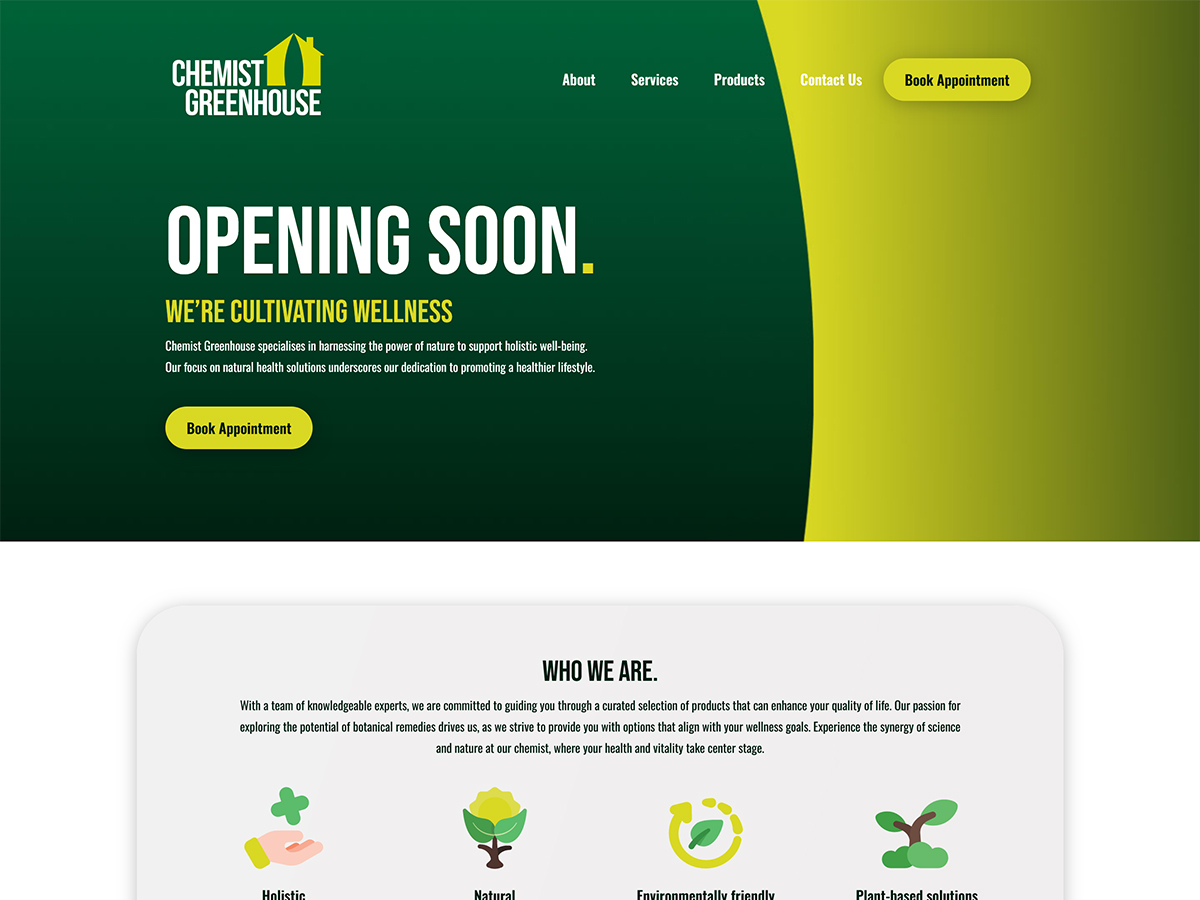 CHEMIST
GREENHOUSE
About Services Products Contact Us Book Appointment
OPENING SOON.
WE’RE CULTIVATING WELLNESS
Chemist Greenhouse specialises in harnessing the power of nature to support holistic well-being.
Our focus on natural health solutions underscores our dedication to promoting a healthier lifestyle.
Book Appointment
WHO WE ARE.
With a team of knowledgeable experts, we are committed to guiding you through a curated selection of products that can enhance your quality of life. Our passion for
exploring the potential of botanical remedies drives us, as we strive to provide you with options that align with your wellness goals. Experience the synergy of science
and nature at our chemist, where your health and vitality take center stage.
Holistic Natural Environmentally friendly Plant-based solutions